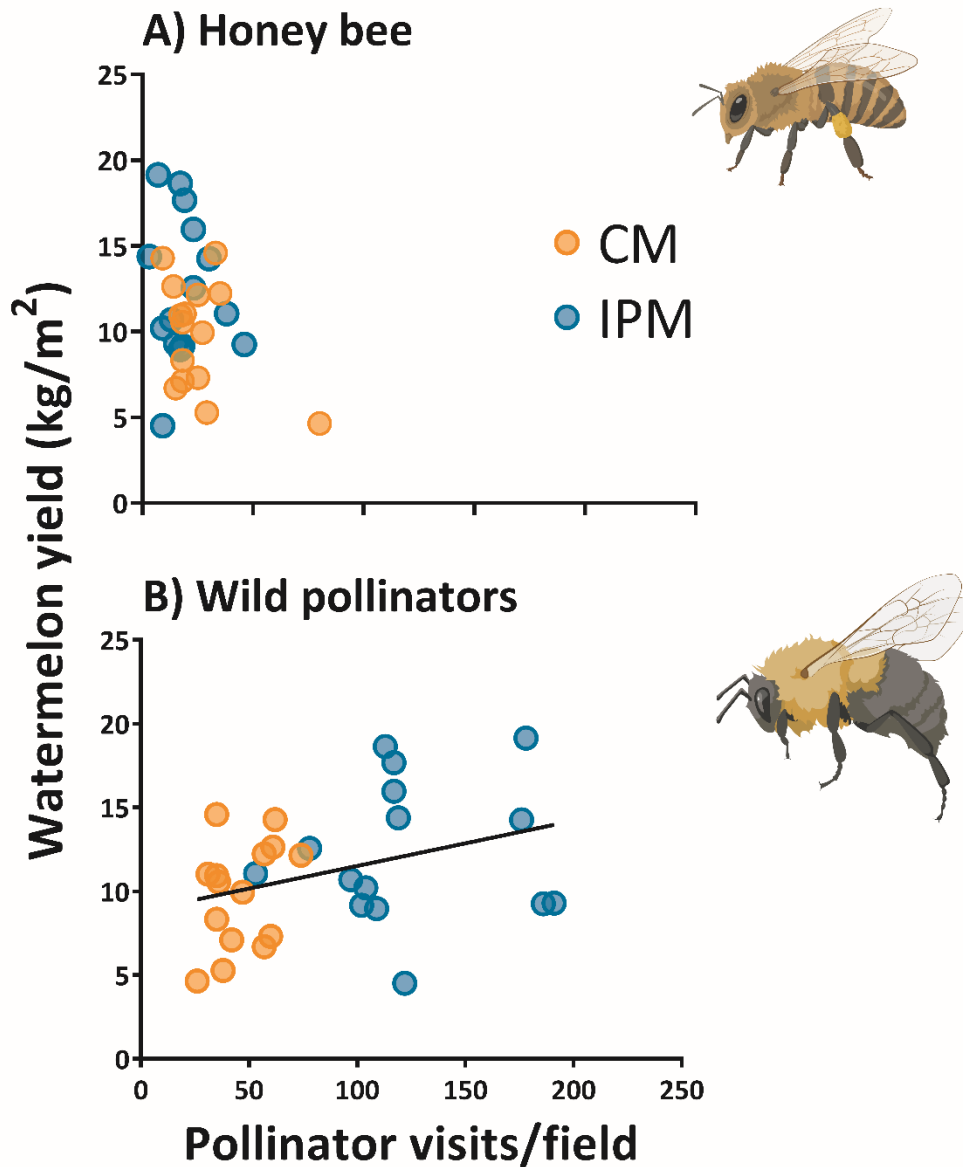 A) Honey bee
25
20
15
10
5
0
CM
IPM
Watermelon yield (kg/m²)
B) Wild pollinators
25
20
15
10
5
0
0 50 100 150 200 250
Pollinator visits/field